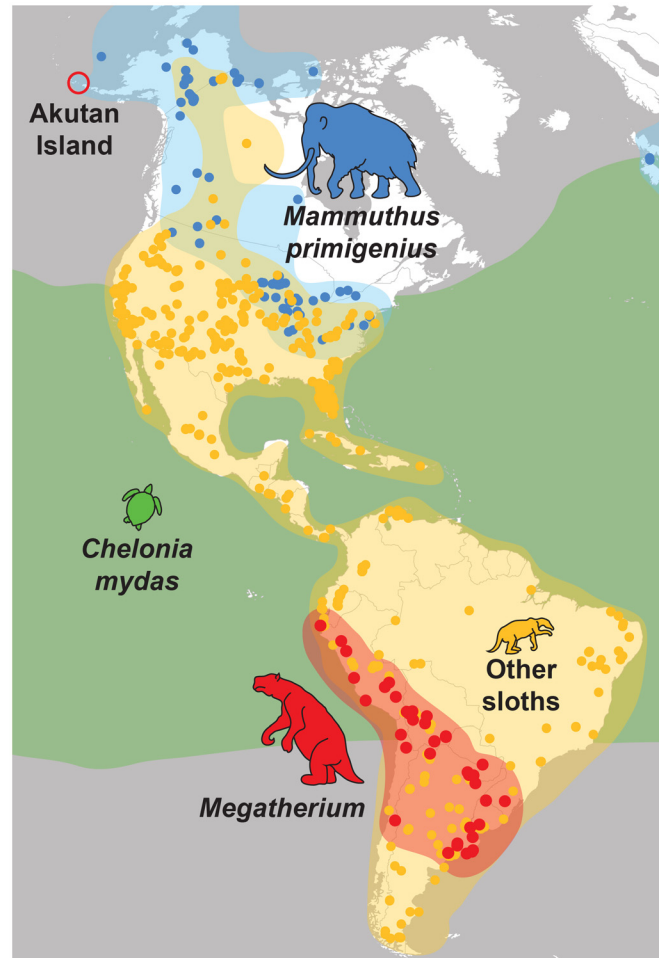 Akutan
Island
Mammuthus
primigenius
Chelonia
mydas
Other
sloths
Megatherium